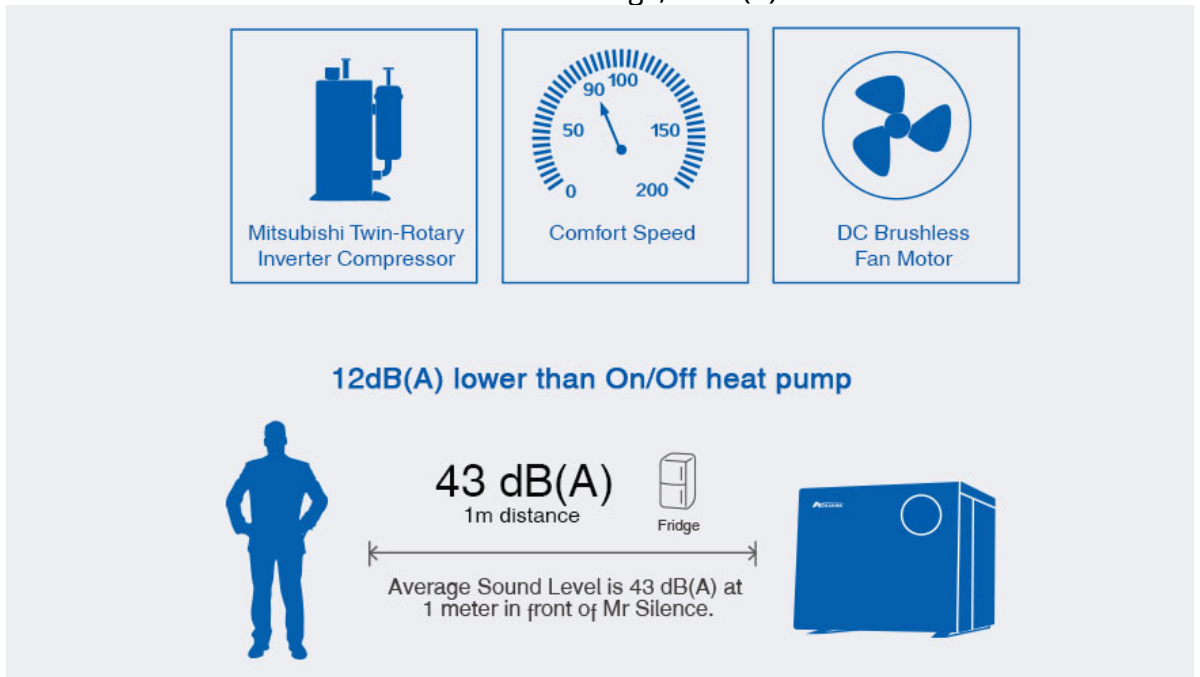 Mitsubishi Twin-Rotary
Inverter Compressor
0
50
90
100
150
200
Comfort Speed
DC Brushless
Fan Motor
12dB(A) lower than On/Off heat pump
43 dB(A)
1m distance
Fridge
Average Sound Level is 43 dB(A) at
1 meter in front of Mr Silence.